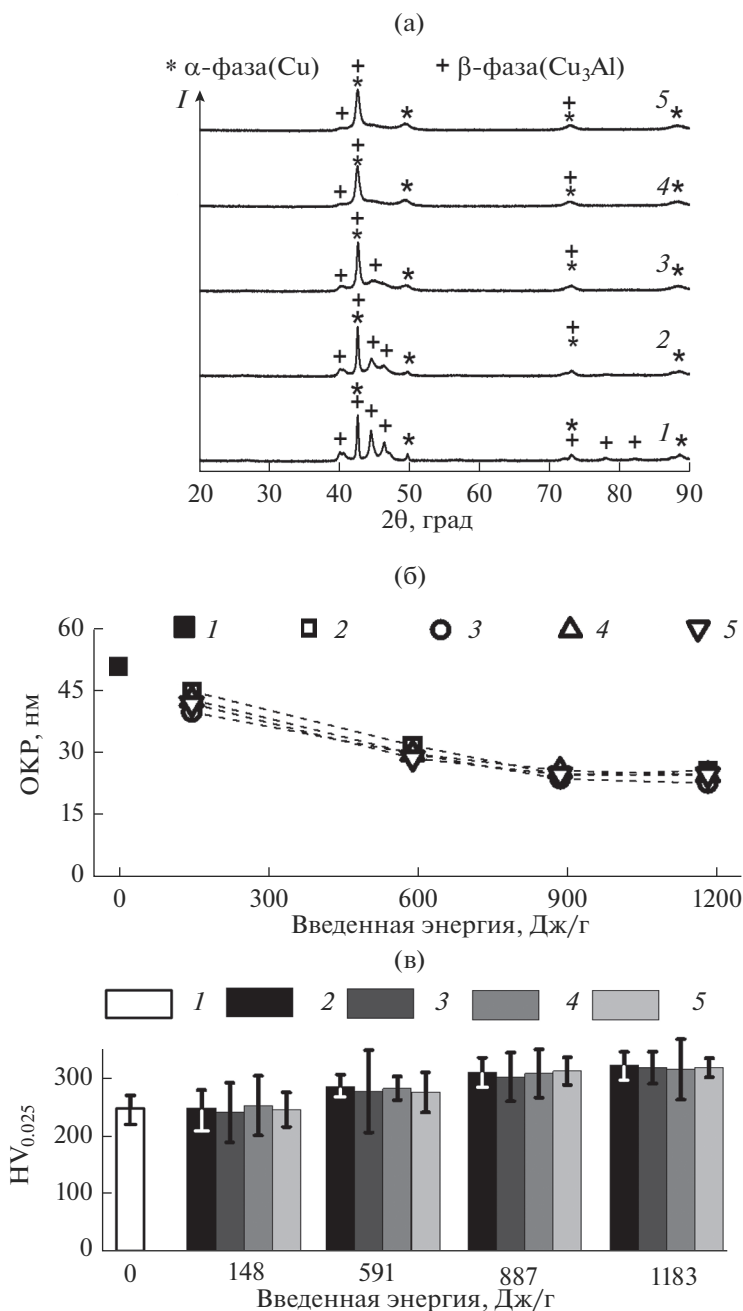 (а)
* α-фаза(Cu) + β-фаза(Cu₃Al)
I
5
4
3
2
1
20 30 40 50 60 70 80 90
2θ, град
(б)
60
1 2 3 4 5
45
30
15
0
ОКР, нм
0 300 600 900 1200
Введенная энергия, Дж/г
(в)
1 2 3 4 5
300
200
100
0
HV₀.₀₂₅
0 148 591 887 1183
Введенная энергия, Дж/г